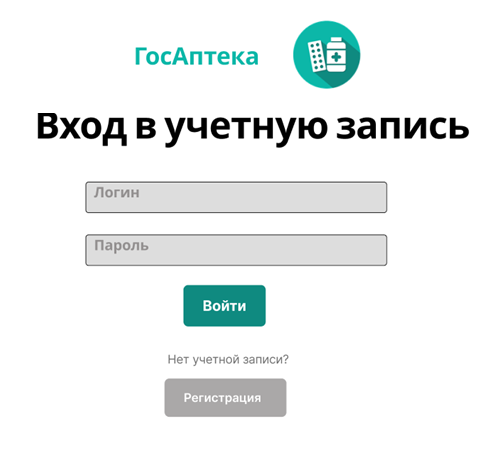 ГосАптека
Вход в учетную запись
Логин
Пароль
Войти
Нет учетной записи?
Регистрация